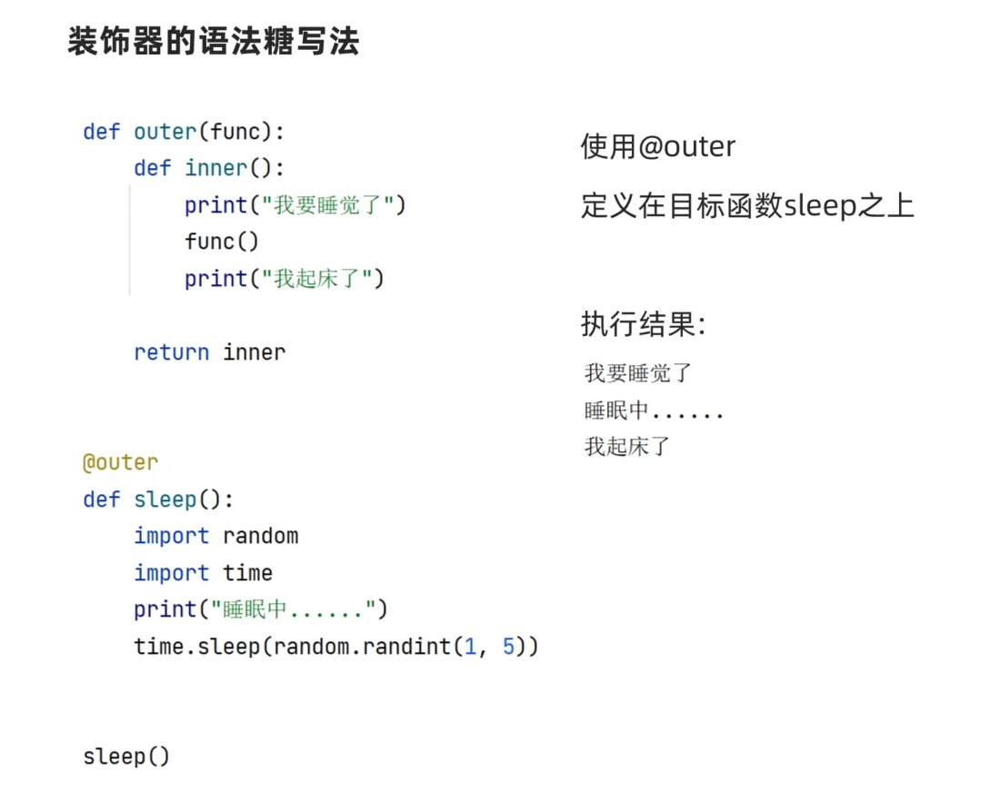 装饰器的语法糖写法
def outer(func):
    def inner():
        print("我要睡觉了")
        func()
        print("我起床了")
    return inner
@outer
def sleep():
    import random
    import time
    print("睡眠中......")
    time.sleep(random.randint(1, 5))
sleep()
使用@outer
定义在目标函数sleep之上
执行结果:
我要睡觉了
睡眠中......
我起床了